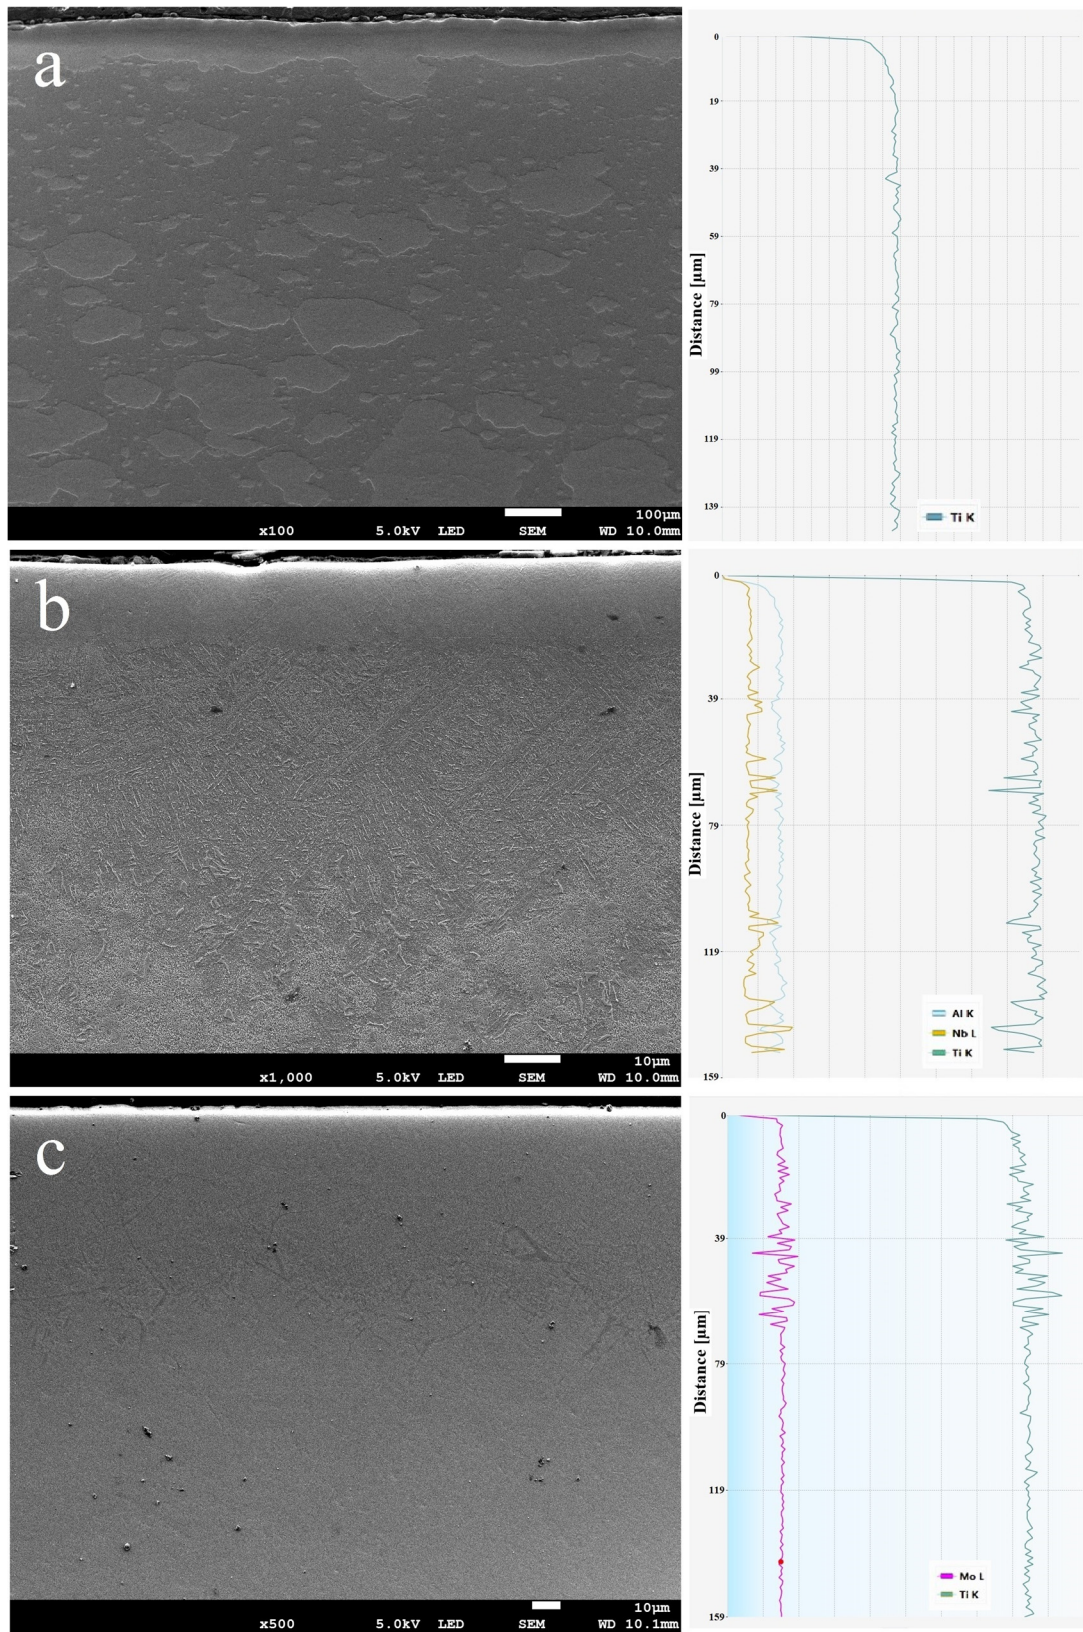 a
100μm
x100 5.0kV LED SEM WD 10.0mm
0
19
39
59
79
99
119
139
Distance [μm]
Ti K
b
10μm
x1,000 5.0kV LED SEM WD 10.0mm
0
39
79
119
159
Distance [μm]
Al K
Nb L
Ti K
c
10μm
x500 5.0kV LED SEM WD 10.1mm
0
39
79
119
159
Distance [μm]
Mo L
Ti K